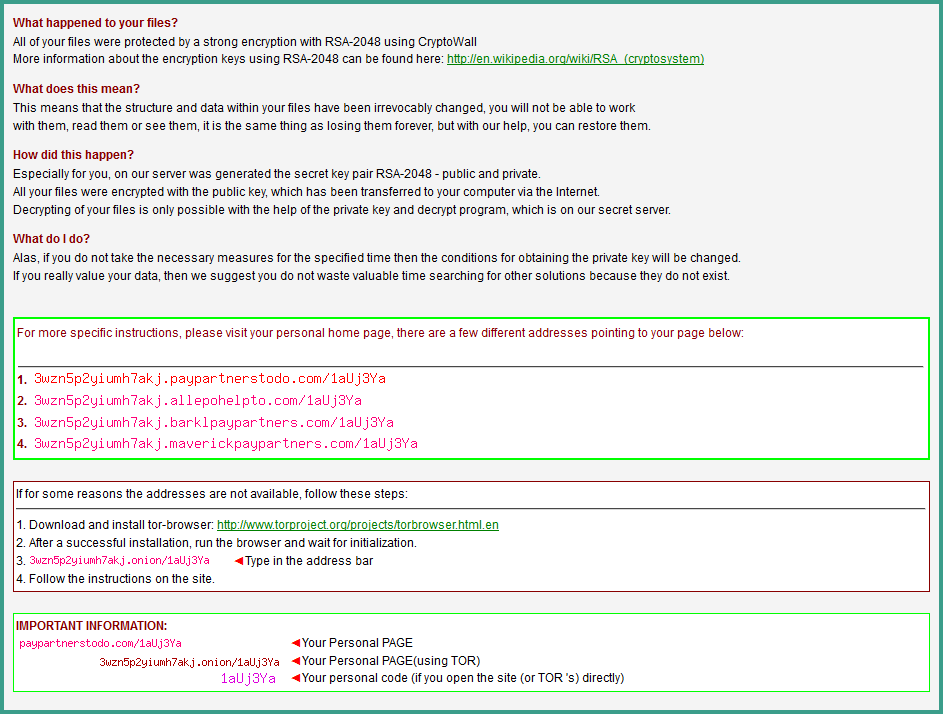 What happened to your files?
All of your files were protected by a strong encryption with RSA-2048 using CryptoWall
More information about the encryption keys using RSA-2048 can be found here: http://en.wikipedia.org/wiki/RSA_(cryptosystem)
What does this mean?
This means that the structure and data within your files have been irrevocably changed, you will not be able to work
with them, read them or see them, it is the same thing as losing them forever, but with our help, you can restore them.
How did this happen?
Especially for you, on our server was generated the secret key pair RSA-2048 - public and private.
All your files were encrypted with the public key, which has been transferred to your computer via the Internet.
Decrypting of your files is only possible with the help of the private key and decrypt program, which is on our secret server.
What do I do?
Alas, if you do not take the necessary measures for the specified time then the conditions for obtaining the private key will be changed.
If you really value your data, then we suggest you do not waste valuable time searching for other solutions because they do not exist.
For more specific instructions, please visit your personal home page, there are a few different addresses pointing to your page below:
1. 3wzn5p2yiumh7akj.paypartnerstodo.com/1aUj3Ya
2. 3wzn5p2yiumh7akj.allepohelpto.com/1aUj3Ya
3. 3wzn5p2yiumh7akj.barklpaypartners.com/1aUj3Ya
4. 3wzn5p2yiumh7akj.maverickpaypartners.com/1aUj3Ya
If for some reasons the addresses are not available, follow these steps:
1. Download and install tor-browser: http://www.torproject.org/projects/torbrowser.html.en
2. After a successful installation, run the browser and wait for initialization.
3. 3wzn5p2yiumh7akj.onion/1aUj3Ya ◄Type in the address bar
4. Follow the instructions on the site.
IMPORTANT INFORMATION:
paypartnerstodo.com/1aUj3Ya ◄Your Personal PAGE
3wzn5p2yiumh7akj.onion/1aUj3Ya ◄Your Personal PAGE(using TOR)
1aUj3Ya ◄Your personal code (if you open the site (or TOR 's) directly)